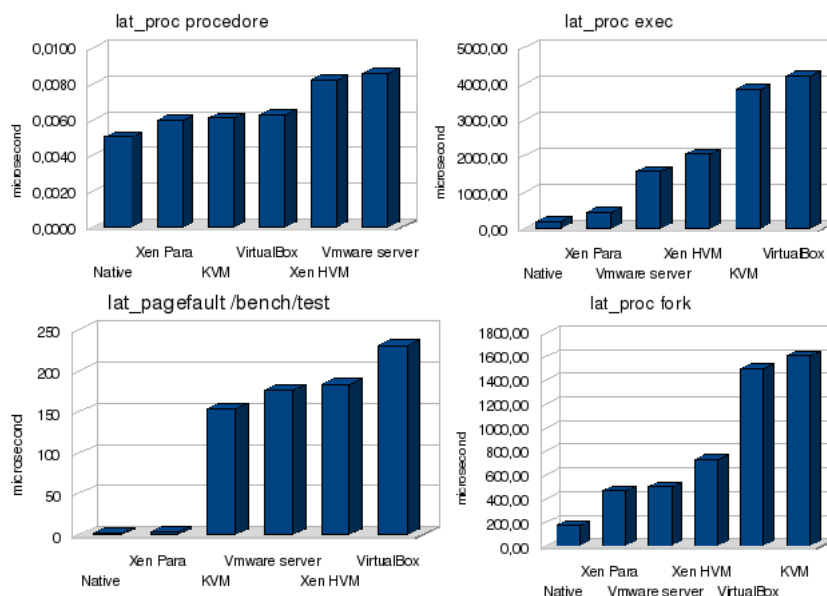 lat_proc procedore
microsecond
0,0100
0,0080
0,0060
0,0040
0,0020
0,0000
Xen Para VirtualBox Vmware server
Native KVM Xen HVM
lat_proc exec
microsecond
5000,00
4000,00
3000,00
2000,00
1000,00
0,00
Xen Para Xen HVM VirtualBox
Native Vmware server KVM
lat_pagefault /bench/test
microsecond
250
200
150
100
50
0
Xen Para Vmware server VirtualBox
Native KVM Xen HVM
lat_proc fork
microsecond
1800,00
1600,00
1400,00
1200,00
1000,00
800,00
600,00
400,00
200,00
0,00
Xen Para Xen HVM KVM
Native Vmware server VirtualBox